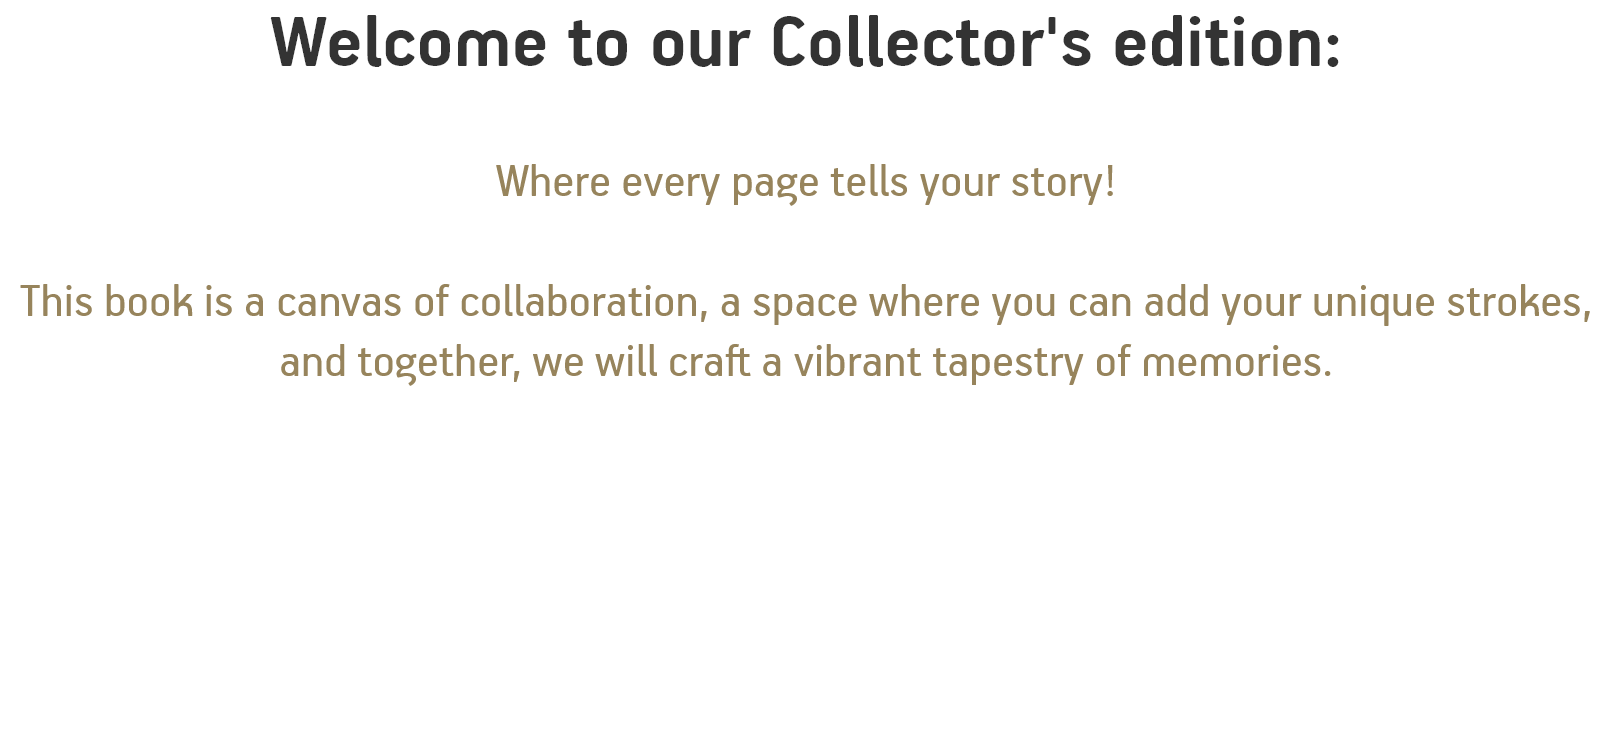 Welcome to our Collector's edition:
Where every page tells your story!
This book is a canvas of collaboration, a space where you can add your unique strokes,
and together, we will craft a vibrant tapestry of memories.